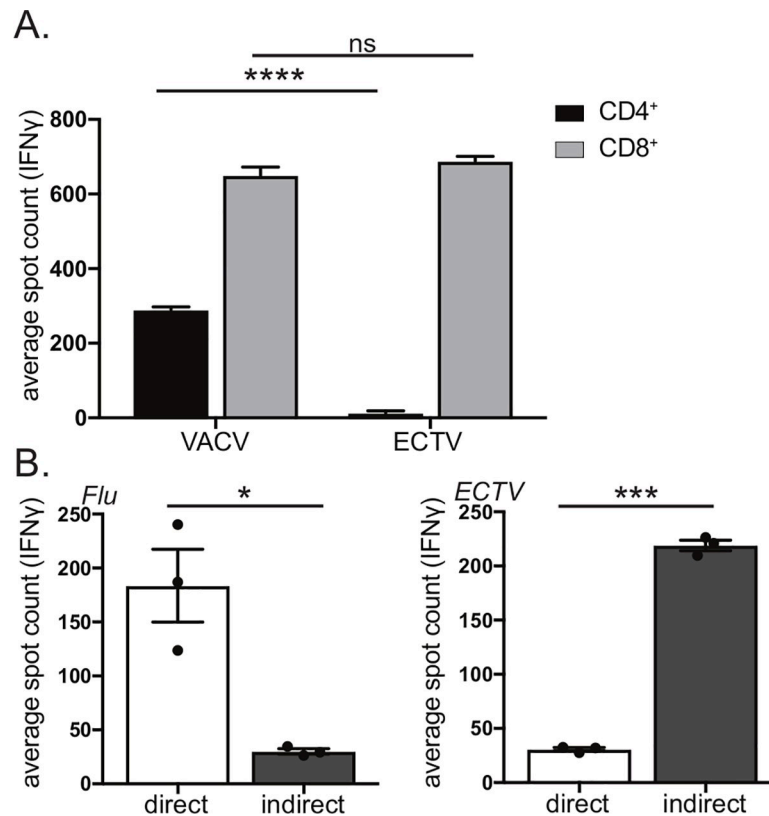 A.
ns
****
average spot count (IFNγ)
800
600
400
200
0
VACV
ECTV
CD4⁺
CD8⁺
B.
Flu
*
average spot count (IFNγ)
250
200
150
100
50
0
direct
indirect
ECTV
***
average spot count (IFNγ)
250
200
150
100
50
0
direct
indirect